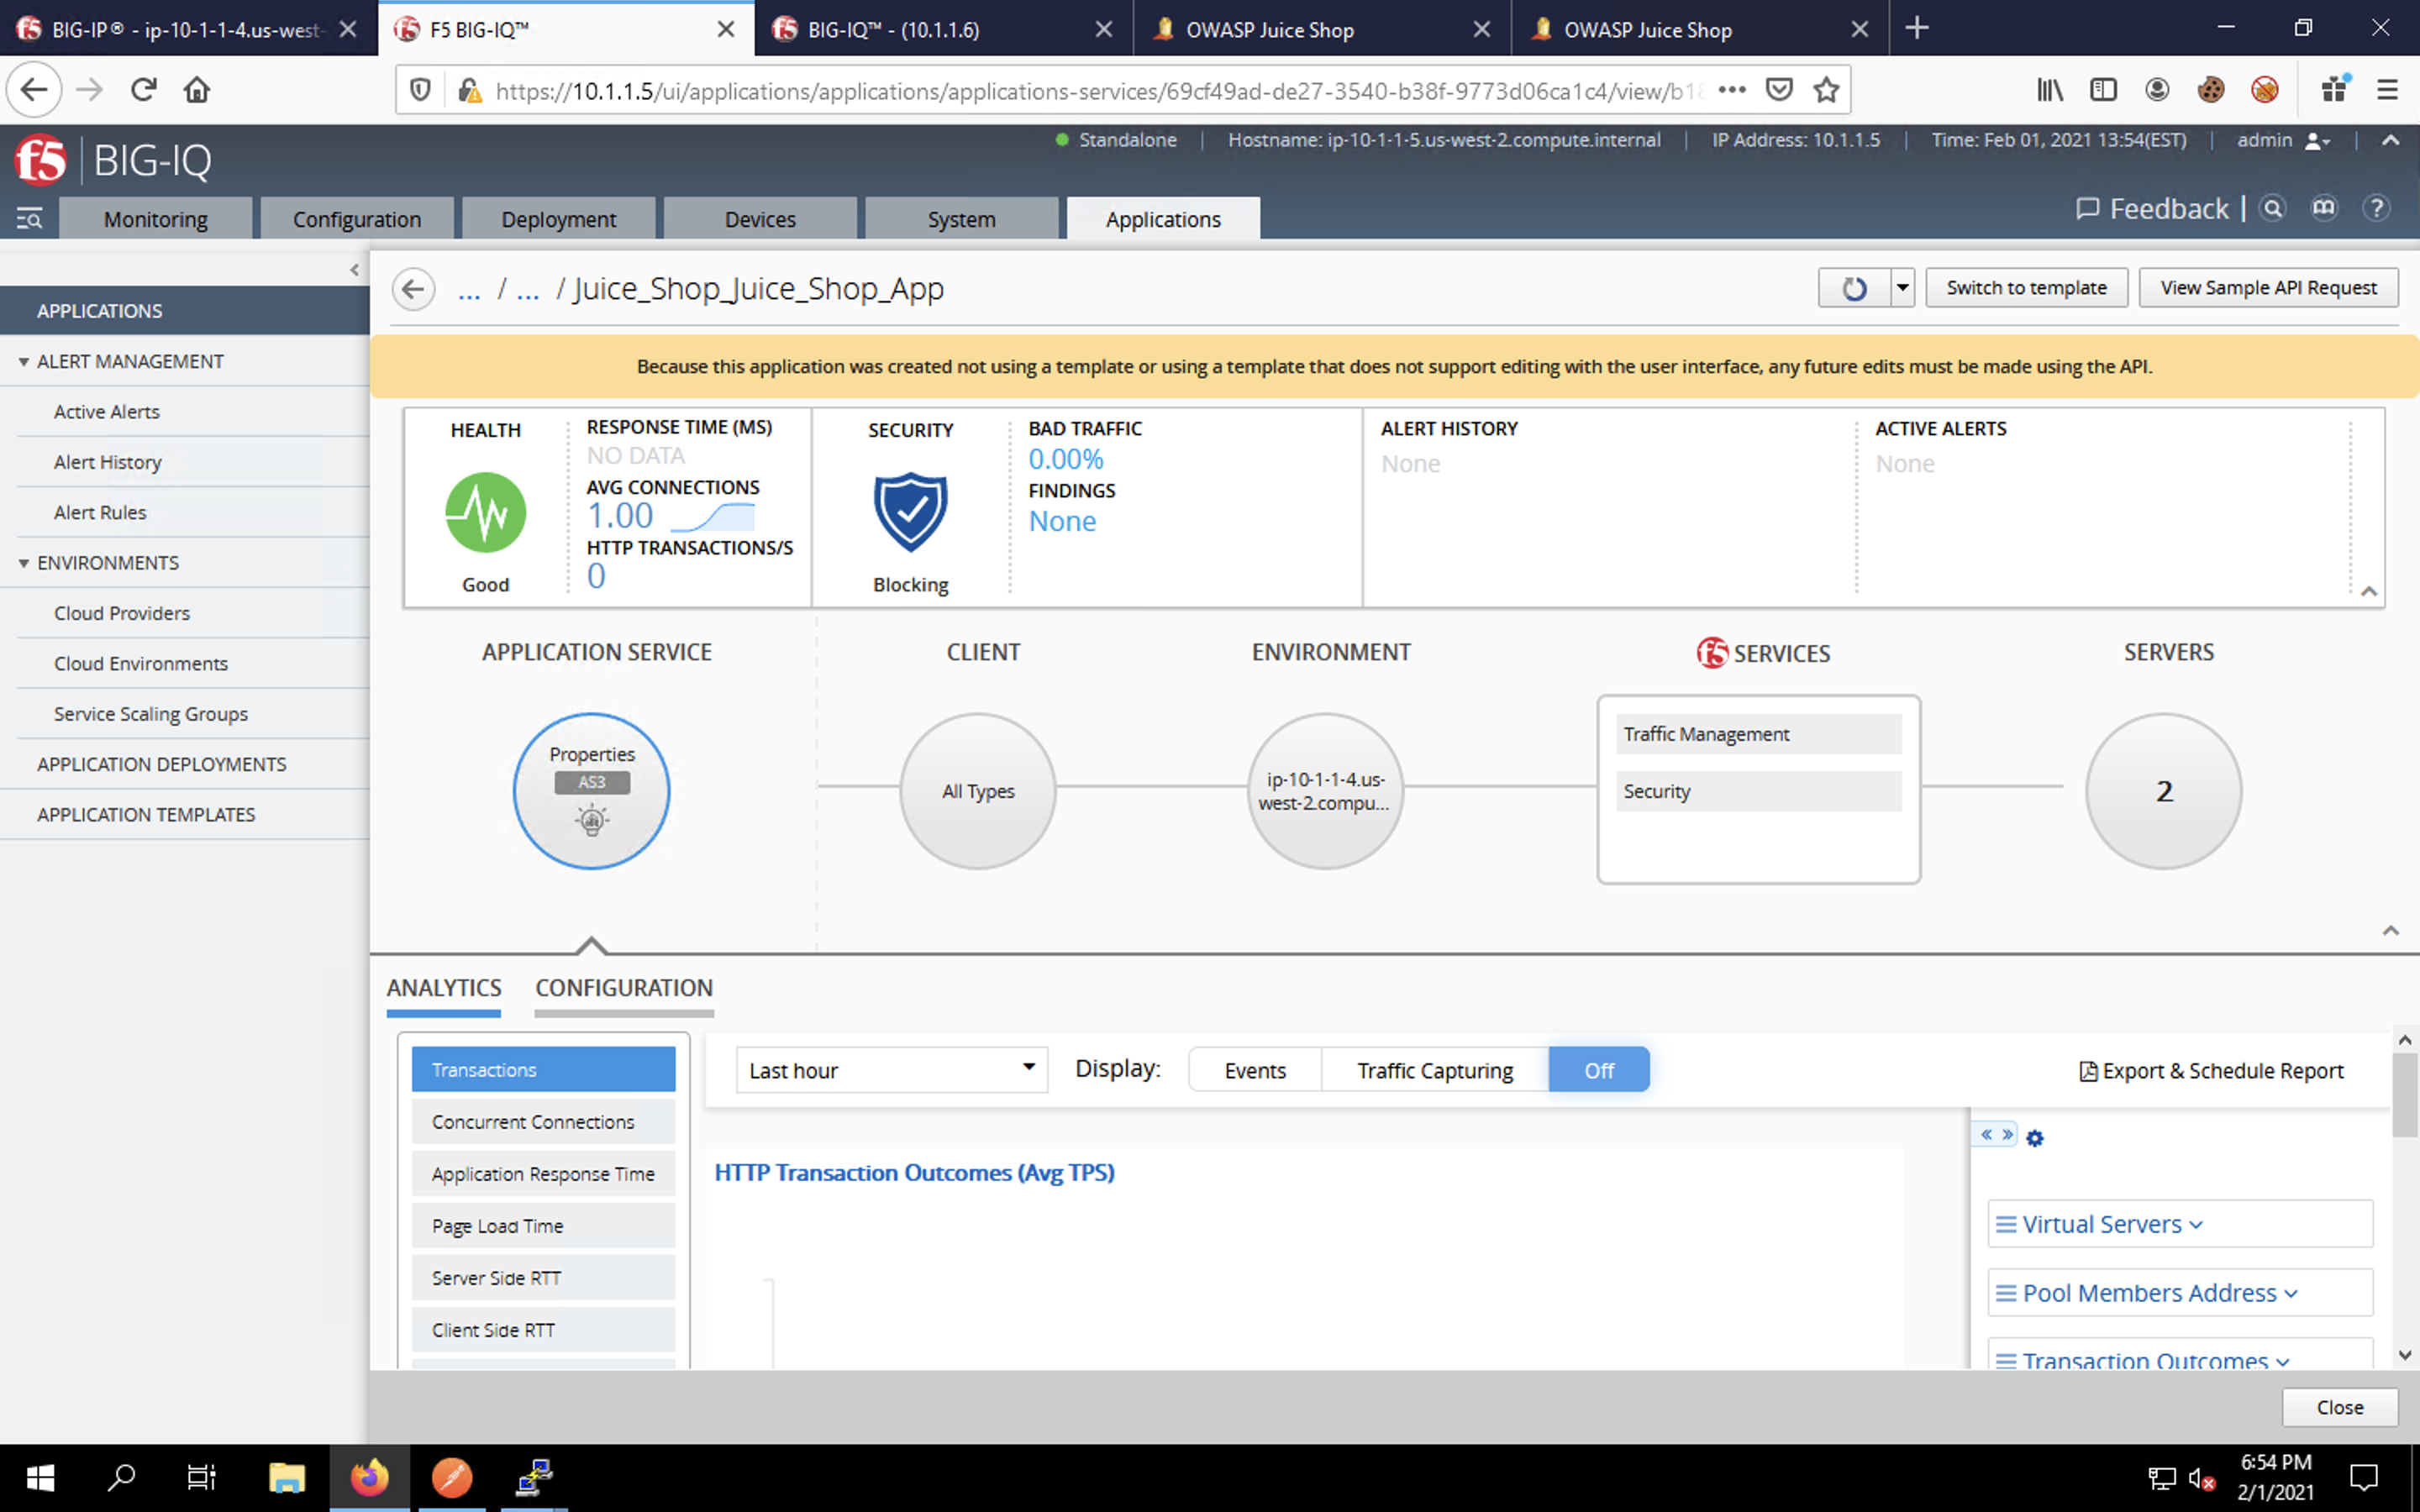 BIG-IP® - ip-10-1-1-4.us-west-
F5 BIG-IQ™
BIG-IQ™ - (10.1.1.6)
OWASP Juice Shop
OWASP Juice Shop
https://10.1.1.5/ui/applications/applications/applications-services/69cf49ad-de27-3540-b38f-9773d06ca1c4/view/b18
Standalone
Hostname: ip-10-1-1-5.us-west-2.compute.internal
IP Address: 10.1.1.5
Time: Feb 01, 2021 13:54(EST)
admin
f5
BIG-IQ
Monitoring
Configuration
Deployment
Devices
System
Applications
Feedback
?
APPLICATIONS
ALERT MANAGEMENT
Active Alerts
Alert History
Alert Rules
ENVIRONMENTS
Cloud Providers
Cloud Environments
Service Scaling Groups
APPLICATION DEPLOYMENTS
APPLICATION TEMPLATES
... / ... / Juice_Shop_Juice_Shop_App
Switch to template
View Sample API Request
Because this application was created not using a template or using a template that does not support editing with the user interface, any future edits must be made using the API.
HEALTH
Good
RESPONSE TIME (MS)
NO DATA
AVG CONNECTIONS
1.00
HTTP TRANSACTIONS/S
0
SECURITY
Blocking
BAD TRAFFIC
0.00%
FINDINGS
None
ALERT HISTORY
None
ACTIVE ALERTS
None
APPLICATION SERVICE
CLIENT
ENVIRONMENT
f5 SERVICES
SERVERS
Properties
AS3
All Types
ip-10-1-1-4.us-
west-2.compu...
Traffic Management
Security
2
ANALYTICS
CONFIGURATION
Transactions
Concurrent Connections
Application Response Time
Page Load Time
Server Side RTT
Client Side RTT
Last hour
Display:
Events
Traffic Capturing
Off
Export & Schedule Report
HTTP Transaction Outcomes (Avg TPS)
Virtual Servers
Pool Members Address
Transaction Outcomes
Close
6:54 PM
2/1/2021